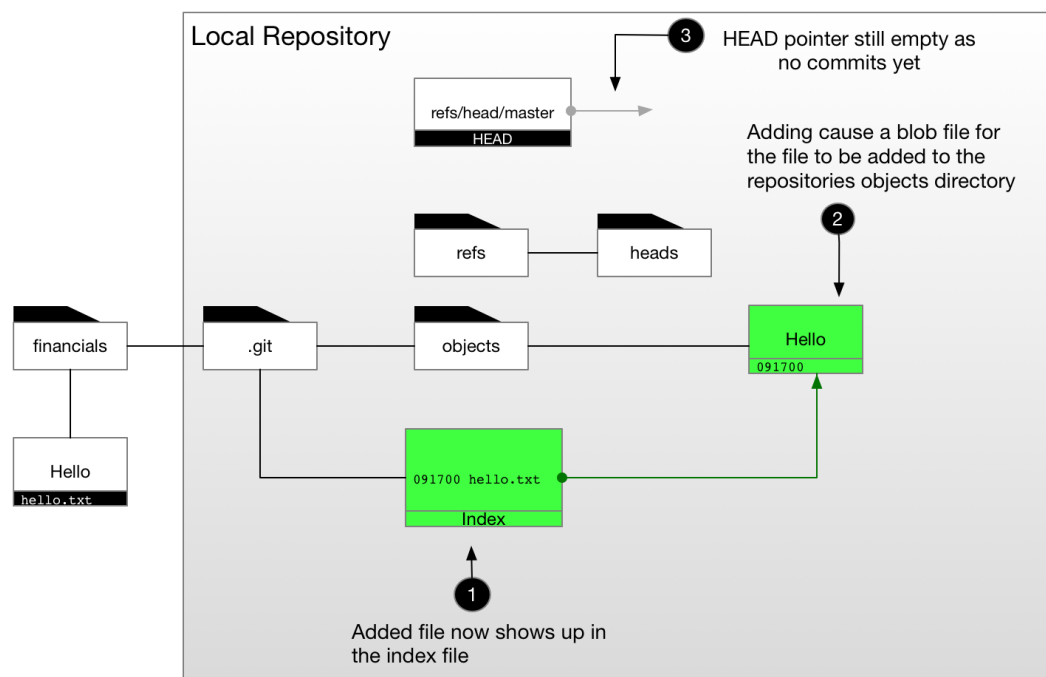 Local Repository
3
HEAD pointer still empty as
no commits yet
refs/head/master
HEAD
Adding cause a blob file for
the file to be added to the
repositories objects directory
2
refs
heads
financials
.git
objects
Hello
091700
Hello
hello.txt
091700 hello.txt
Index
1
Added file now shows up in
the index file